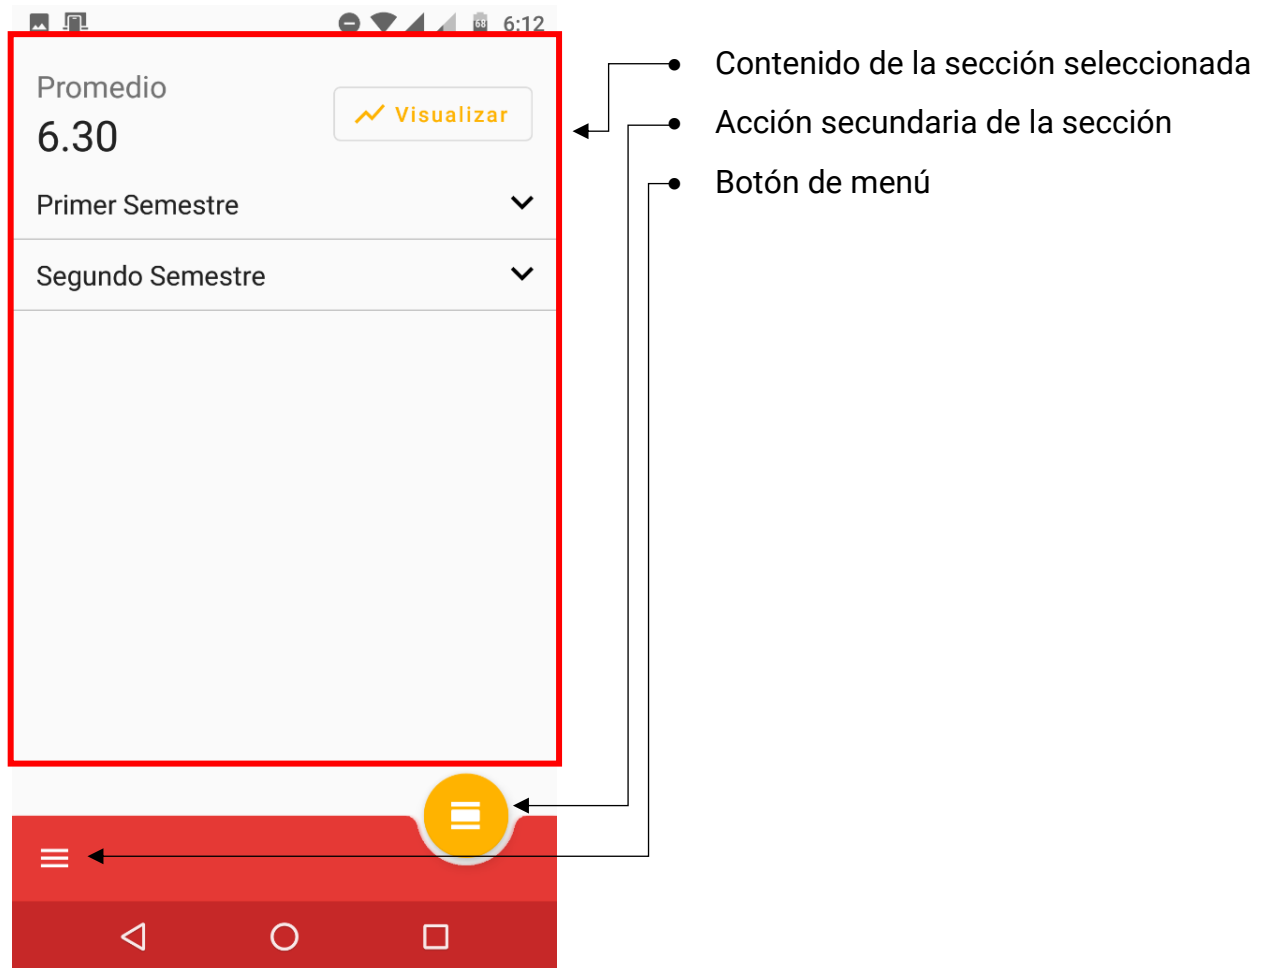 68 6:12
Promedio
6.30
Visualizar
Primer Semestre
Segundo Semestre
Contenido de la sección seleccionada
Acción secundaria de la sección
Botón de menú